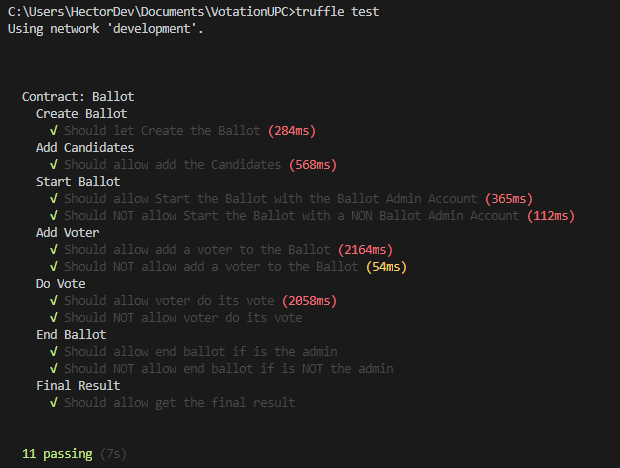 C:\Users\HectorDev\Documents\VotationUPC>truffle test
Using network 'development'.
Contract: Ballot
Create Ballot
√ Should let Create the Ballot (284ms)
Add Candidates
√ Should allow add the Candidates (568ms)
Start Ballot
√ Should allow Start the Ballot with the Ballot Admin Account (365ms)
√ Should NOT allow Start the Ballot with a NON Ballot Admin Account (112ms)
Add Voter
√ Should allow add a voter to the Ballot (2164ms)
√ Should NOT allow add a voter to the Ballot (54ms)
Do Vote
√ Should allow voter do its vote (2058ms)
√ Should NOT allow voter do its vote
End Ballot
√ Should allow end ballot if is the admin
√ Should NOT allow end ballot if is NOT the admin
Final Result
√ Should allow get the final result
11 passing (7s)